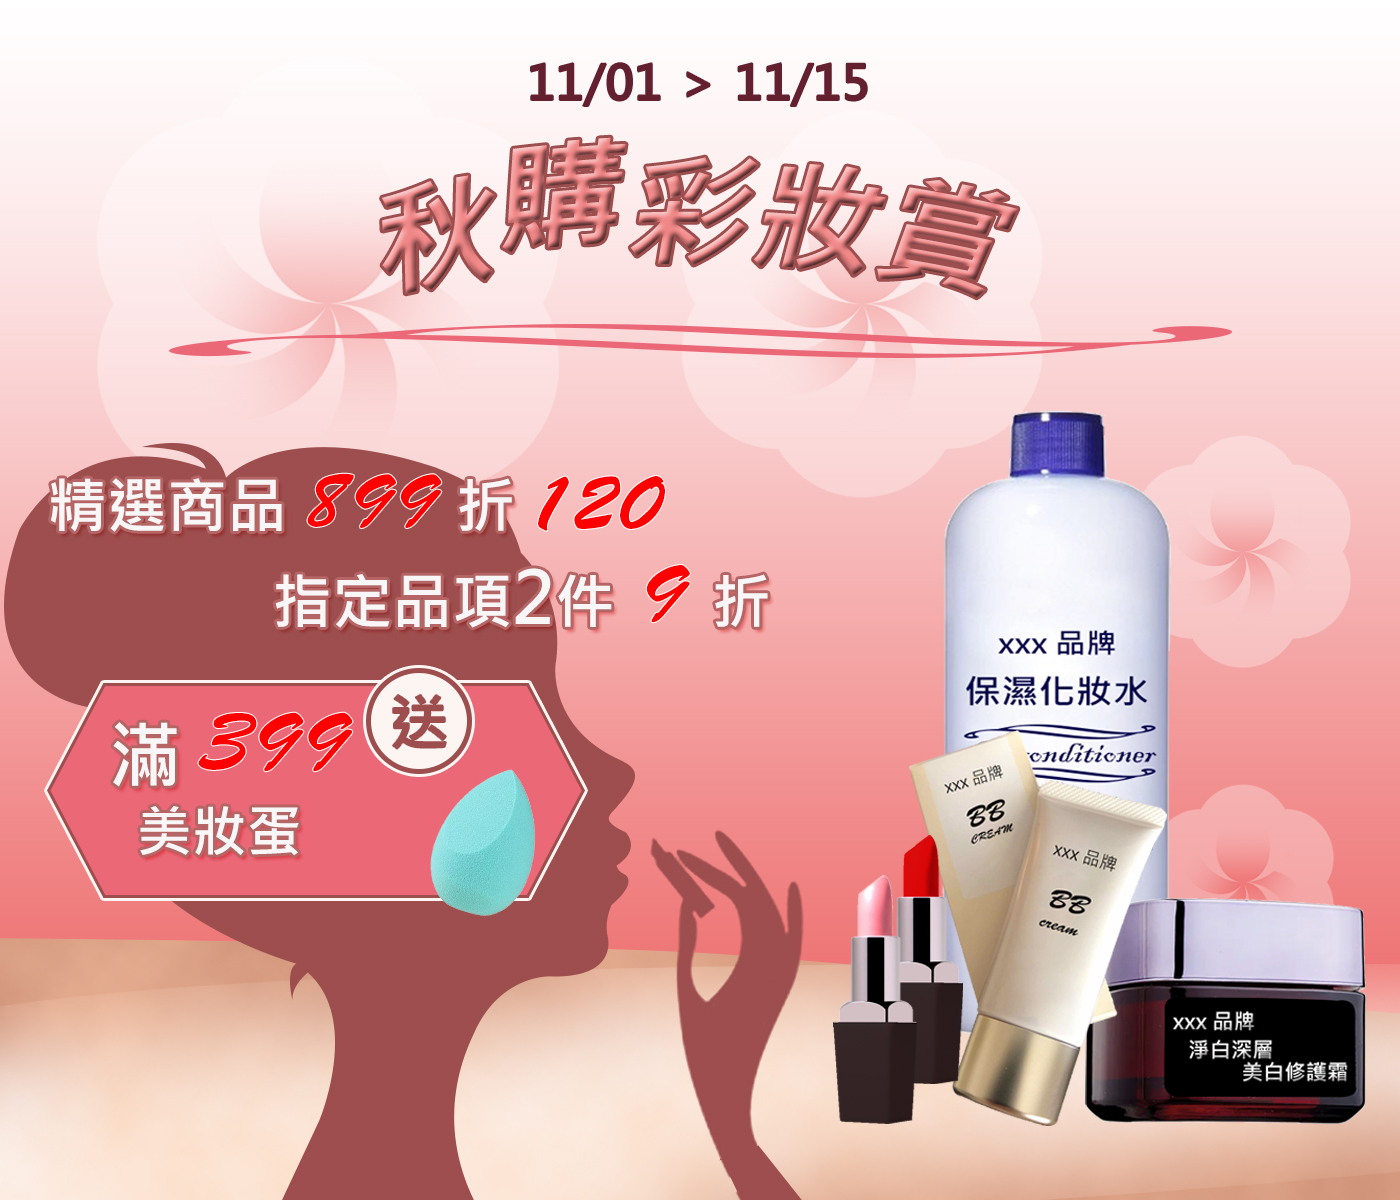 11/01 > 11/15
秋購彩妝賞
精選商品 899 折 120
指定品項2件 9 折
滿 399 送
美妝蛋
xxx 品牌
保濕化妝水
onditioner
xxx 品牌
BB
CREAM
xxx 品牌
BB
cream
xxx 品牌
淨白深層
美白修護霜